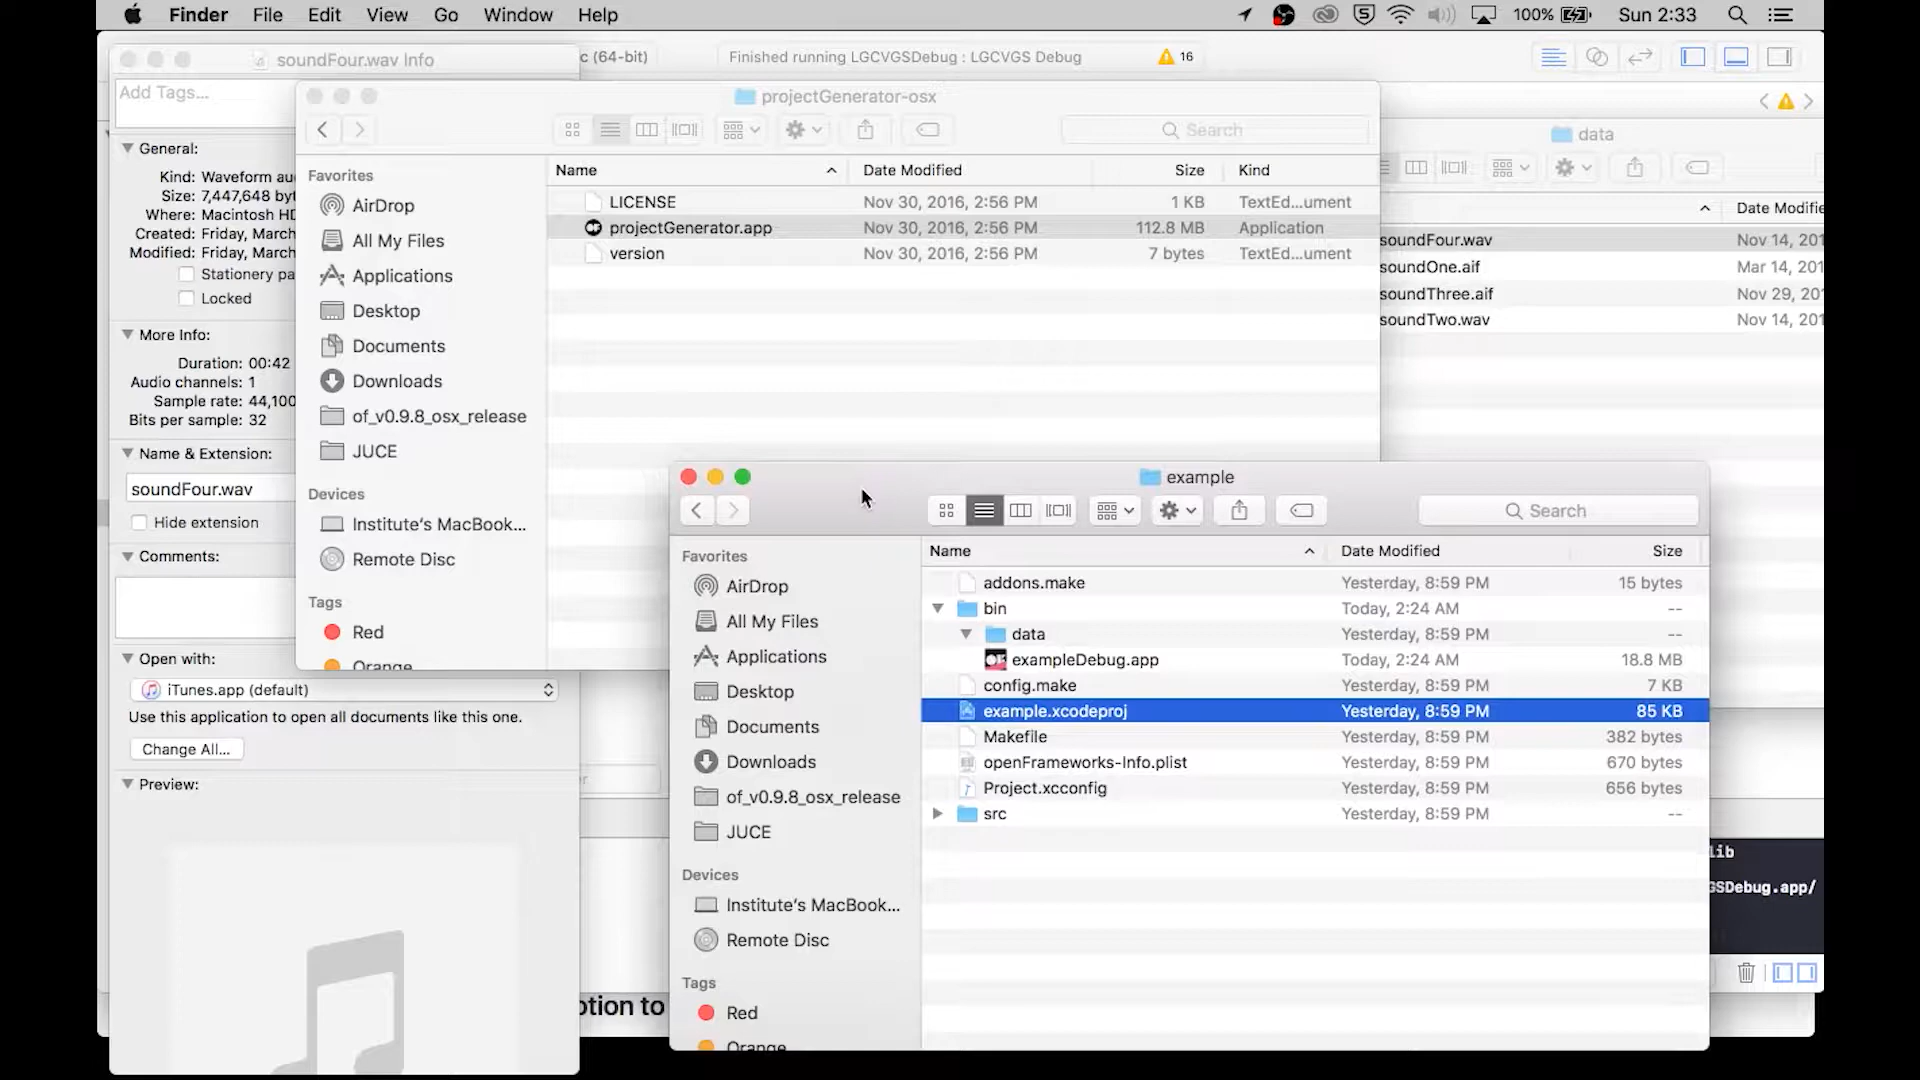 Finder File Edit View Go Window Help 100% Sun 2:33
soundFour.wav Info
c (64-bit) Finished running LGCVGSDebug : LGCVGS Debug 16
Add Tags...
General:
Kind: Waveform au
Size: 7,447,648 byt
Where: Macintosh HD
Created: Friday, March
Modified: Friday, March
Stationery pa
Locked
More Info:
Duration: 00:42
Audio channels: 1
Sample rate: 44,100
Bits per sample: 32
Name & Extension:
soundFour.wav
Hide extension
Comments:
Open with:
iTunes.app (default)
Use this application to open all documents like this one.
Change All...
Preview:
projectGenerator-osx
Search
Favorites
AirDrop
All My Files
Applications
Desktop
Documents
Downloads
of_v0.9.8_osx_release
JUCE
Devices
Institute's MacBook...
Remote Disc
Tags
Red
Orange
Name Date Modified Size Kind
LICENSE Nov 30, 2016, 2:56 PM 1 KB TextEd...ument
projectGenerator.app Nov 30, 2016, 2:56 PM 112.8 MB Application
version Nov 30, 2016, 2:56 PM 7 bytes TextEd...ument
data
Date Modifie
soundFour.wav Nov 14, 201
soundOne.aif Mar 14, 201
soundThree.aif Nov 29, 20
soundTwo.wav Nov 14, 201
example
Search
Favorites
AirDrop
All My Files
Applications
Desktop
Documents
Downloads
of_v0.9.8_osx_release
JUCE
Devices
Institute's MacBook...
Remote Disc
Tags
Red
Orange
Name Date Modified Size
addons.make Yesterday, 8:59 PM 15 bytes
bin Today, 2:24 AM --
data Yesterday, 8:59 PM --
exampleDebug.app Today, 2:24 AM 18.8 MB
config.make Yesterday, 8:59 PM 7 KB
example.xcodeproj Yesterday, 8:59 PM 85 KB
Makefile Yesterday, 8:59 PM 382 bytes
openFrameworks-Info.plist Yesterday, 8:59 PM 670 bytes
Project.xcconfig Yesterday, 8:59 PM 656 bytes
src Yesterday, 8:59 PM --
lib
GSDebug.app/
otion to